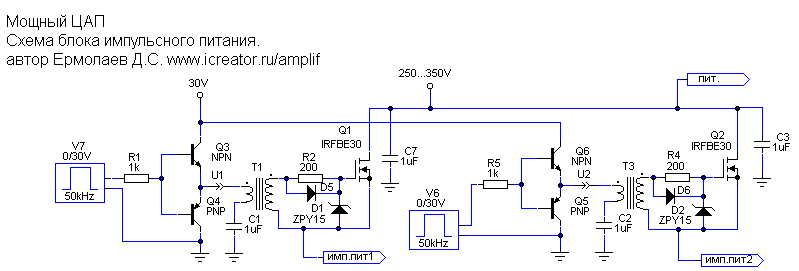 Мощный ЦАП
Схема блока импульсного питания.
автор Ермолаев Д.С. www.icreator.ru/amplif
30V
250...350V
пит.
V7
0/30V
50kHz
R1
1k
Q3
NPN
Q4
PNP
U1
T1
C1
1uF
R2
200
D5
D1
ZPY15
Q1
IRFBE30
C7
1uF
имп.пит1
V6
0/30V
50kHz
R5
1k
Q6
NPN
Q5
PNP
U2
T3
C2
1uF
R4
200
D6
D2
ZPY15
Q2
IRFBE30
C3
1uF
имп.пит2